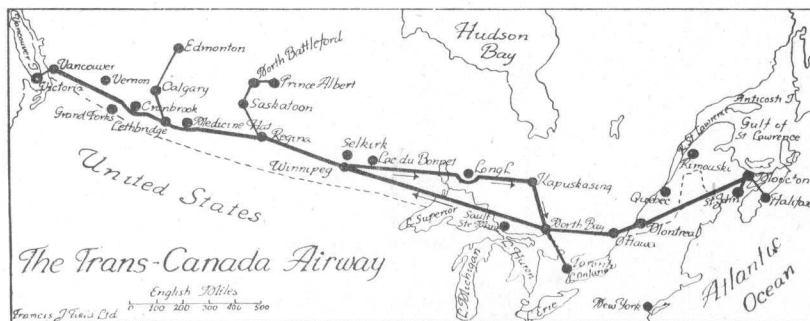 Vancouver I.
Vancouver
Victoria
Vernon
Grand Forks
Cranbrook
Edmonton
Calgary
Lethbridge
Medicine Hat
North Battleford
Prince Albert
Saskatoon
Regina
Selkirk
Winnipeg
Lac du Bonnet
Long L.
Kapuskasing
Hudson
Bay
United States
L. Superior
Sault
Ste
North Bay
Ottawa
Montreal
Quebec
Rimouski
R. St Lawrence
Anticosti I.
Gulf of
St Lawrence
Moncton
St John
Halifax
Toronto
L. Ontario
L. Huron
L. Michigan
Erie
New York
Atlantic
Ocean
The Trans-Canada Airway
English Miles
0 100 200 300 400 500
Francis J. Field Ltd.